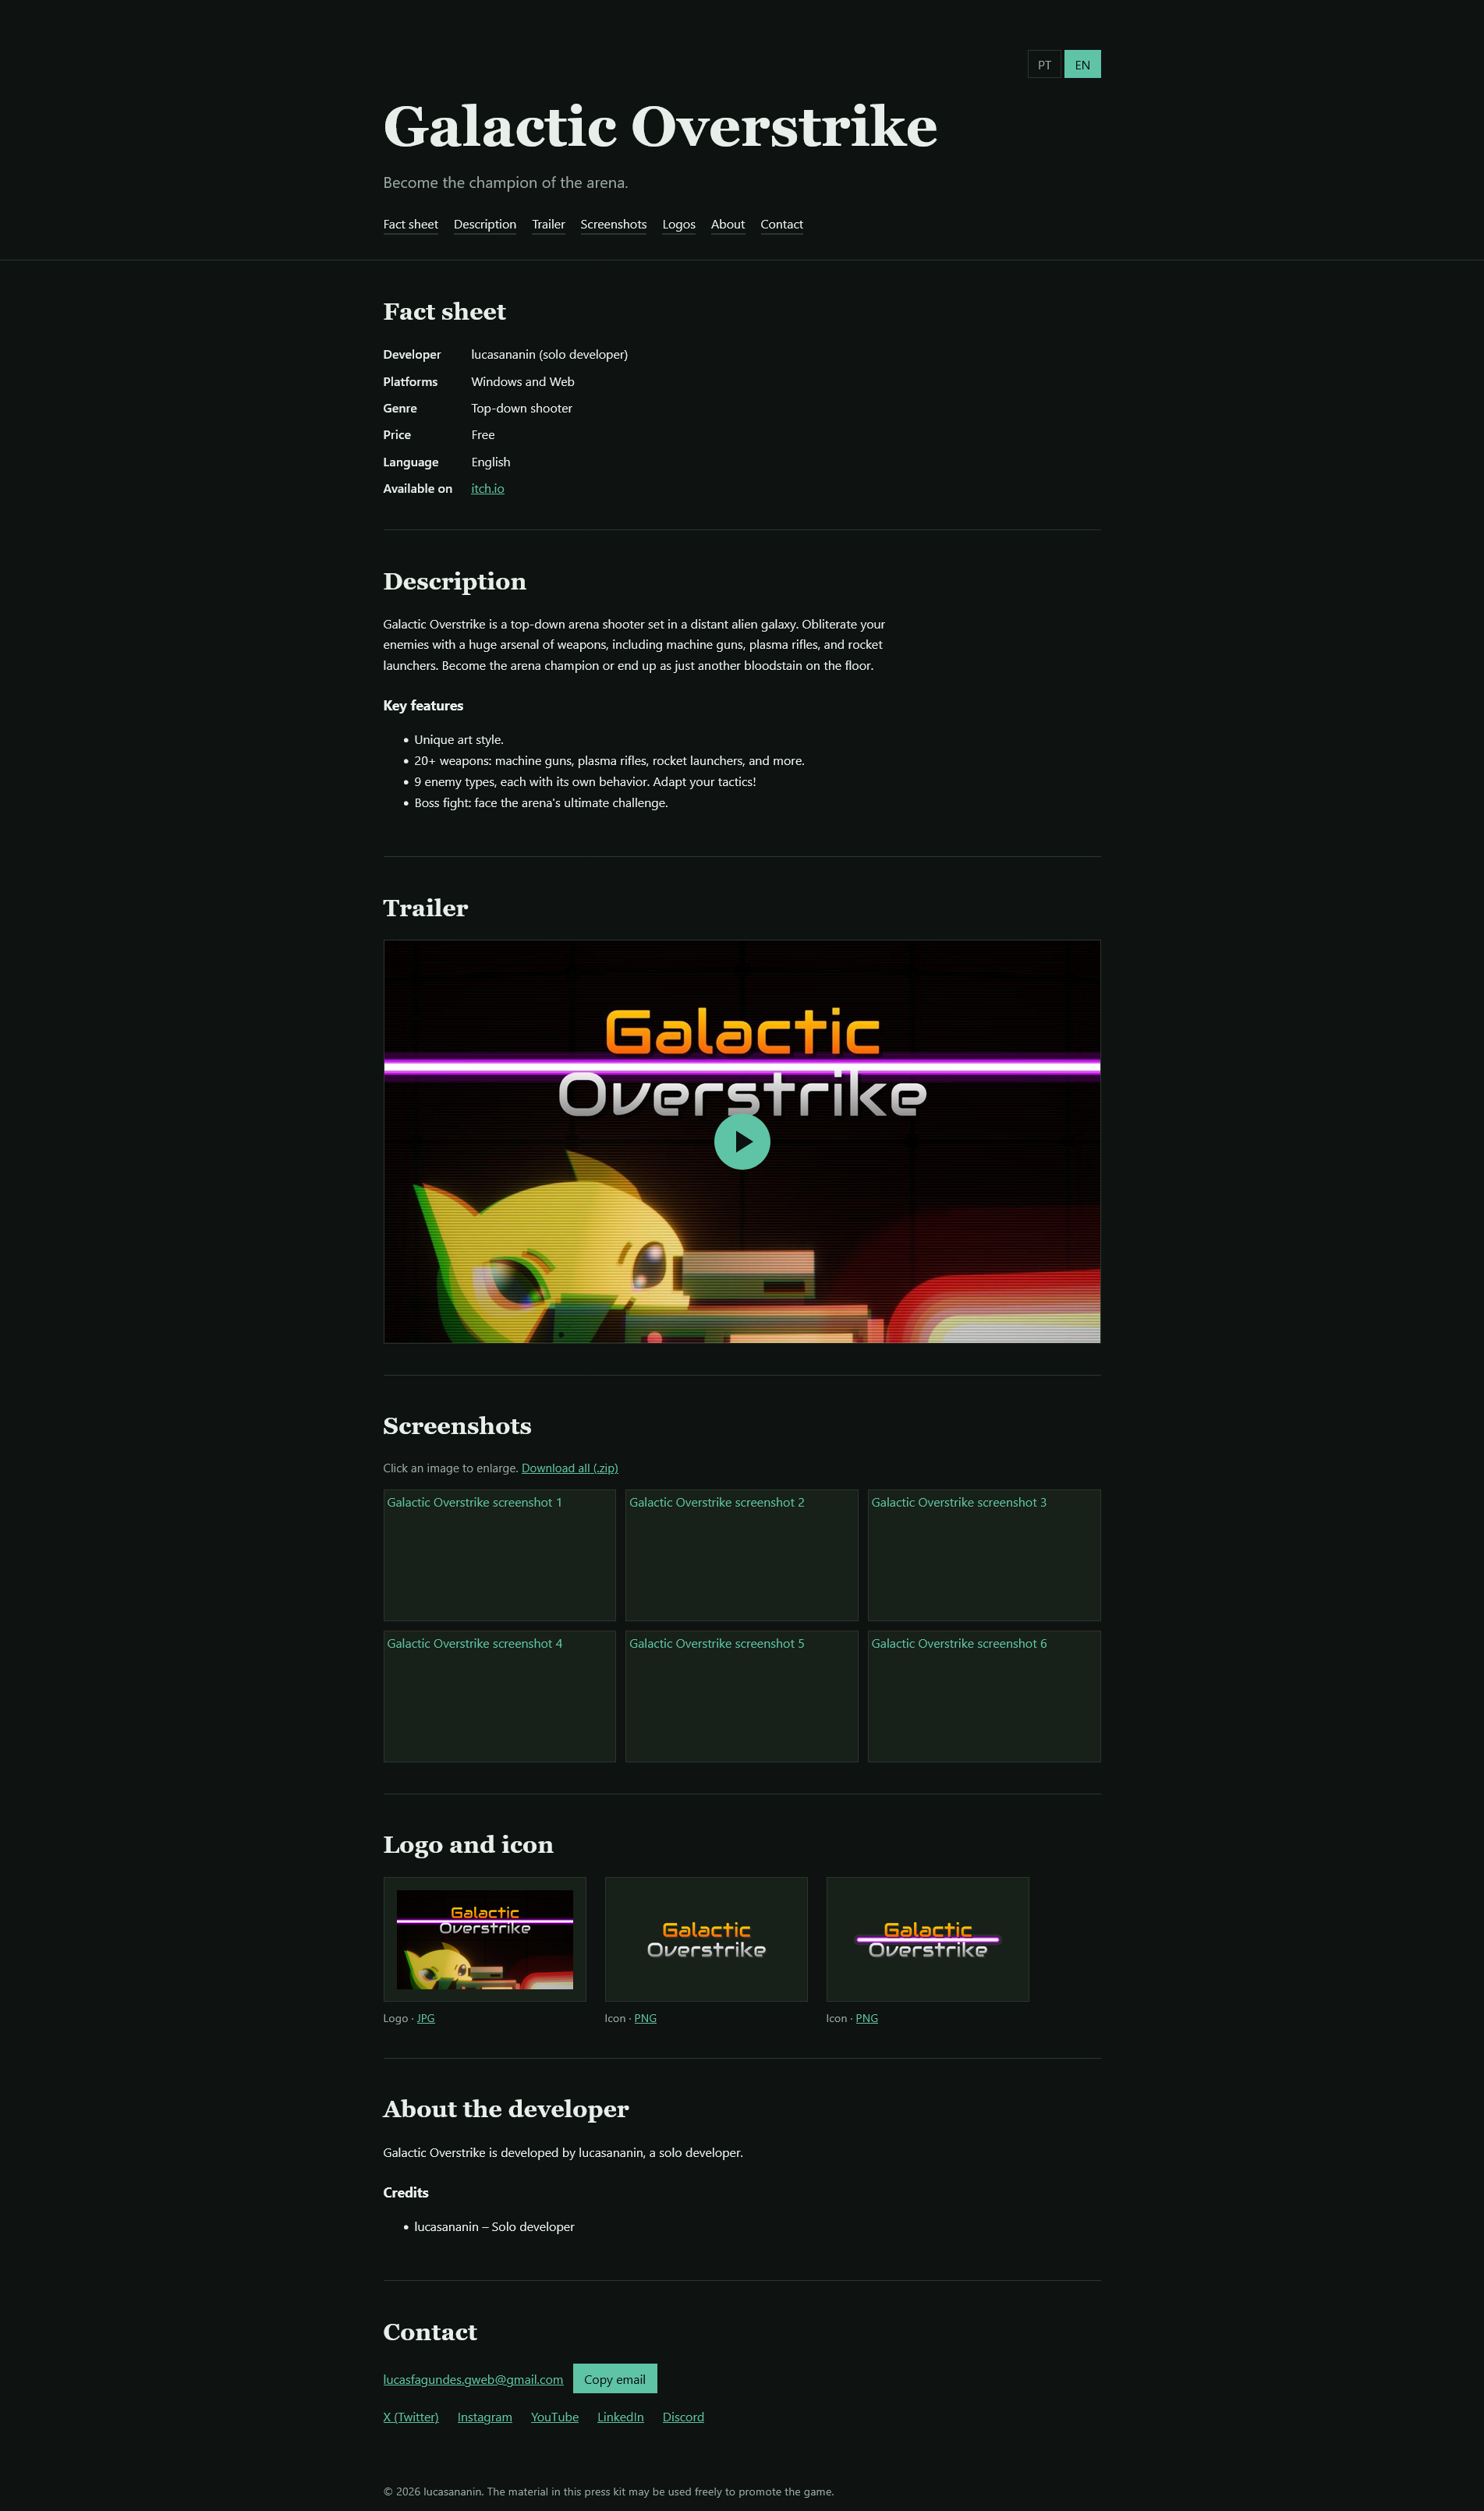 PT EN
Galactic Overstrike
Become the champion of the arena.
Fact sheet Description Trailer Screenshots Logos About Contact
Fact sheet
Developer lucasananin (solo developer)
Platforms Windows and Web
Genre Top-down shooter
Price Free
Language English
Available on itch.io
Description
Galactic Overstrike is a top-down arena shooter set in a distant alien galaxy. Obliterate your
enemies with a huge arsenal of weapons, including machine guns, plasma rifles, and rocket
launchers. Become the arena champion or end up as just another bloodstain on the floor.
Key features
• Unique art style.
• 20+ weapons: machine guns, plasma rifles, rocket launchers, and more.
• 9 enemy types, each with its own behavior. Adapt your tactics!
• Boss fight: face the arena's ultimate challenge.
Trailer
Galactic
Overstrike
Screenshots
Click an image to enlarge. Download all (.zip)
Galactic Overstrike screenshot 1 Galactic Overstrike screenshot 2 Galactic Overstrike screenshot 3
Galactic Overstrike screenshot 4 Galactic Overstrike screenshot 5 Galactic Overstrike screenshot 6
Logo and icon
Galactic Galactic Galactic
Overstrike Overstrike Overstrike
Logo · JPG Icon · PNG Icon · PNG
About the developer
Galactic Overstrike is developed by lucasananin, a solo developer.
Credits
• lucasananin – Solo developer
Contact
lucasfagundes.gweb@gmail.com Copy email
X (Twitter) Instagram YouTube LinkedIn Discord
© 2026 lucasananin. The material in this press kit may be used freely to promote the game.